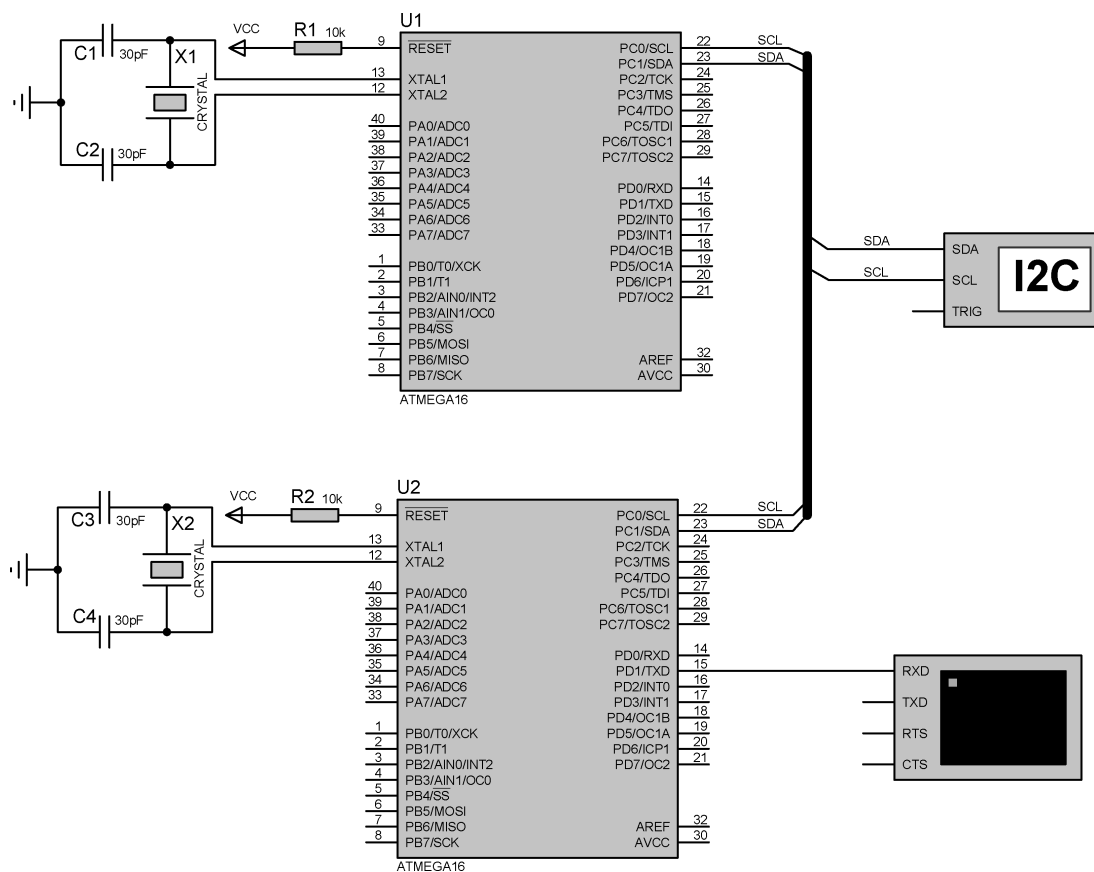 U1
C1 30pF
X1
CRYSTAL
C2 30pF
VCC
R1 10k
9 RESET
13 XTAL1
12 XTAL2
40 PA0/ADC0
39 PA1/ADC1
38 PA2/ADC2
37 PA3/ADC3
36 PA4/ADC4
35 PA5/ADC5
34 PA6/ADC6
33 PA7/ADC7
1 PB0/T0/XCK
2 PB1/T1
3 PB2/AIN0/INT2
4 PB3/AIN1/OC0
5 PB4/SS
6 PB5/MOSI
7 PB6/MISO
8 PB7/SCK
PC0/SCL 22 SCL
PC1/SDA 23 SDA
PC2/TCK 24
PC3/TMS 25
PC4/TDO 26
PC5/TDI 27
PC6/TOSC1 28
PC7/TOSC2 29
PD0/RXD 14
PD1/TXD 15
PD2/INT0 16
PD3/INT1 17
PD4/OC1B 18
PD5/OC1A 19
PD6/ICP1 20
PD7/OC2 21
AREF 32
AVCC 30
ATMEGA16
SDA SDA
SCL SCL
TRIG
I2C
U2
C3 30pF
X2
CRYSTAL
C4 30pF
VCC
R2 10k
9 RESET
13 XTAL1
12 XTAL2
40 PA0/ADC0
39 PA1/ADC1
38 PA2/ADC2
37 PA3/ADC3
36 PA4/ADC4
35 PA5/ADC5
34 PA6/ADC6
33 PA7/ADC7
1 PB0/T0/XCK
2 PB1/T1
3 PB2/AIN0/INT2
4 PB3/AIN1/OC0
5 PB4/SS
6 PB5/MOSI
7 PB6/MISO
8 PB7/SCK
PC0/SCL 22 SCL
PC1/SDA 23 SDA
PC2/TCK 24
PC3/TMS 25
PC4/TDO 26
PC5/TDI 27
PC6/TOSC1 28
PC7/TOSC2 29
PD0/RXD 14
PD1/TXD 15
PD2/INT0 16
PD3/INT1 17
PD4/OC1B 18
PD5/OC1A 19
PD6/ICP1 20
PD7/OC2 21
AREF 32
AVCC 30
ATMEGA16
RXD
TXD
RTS
CTS